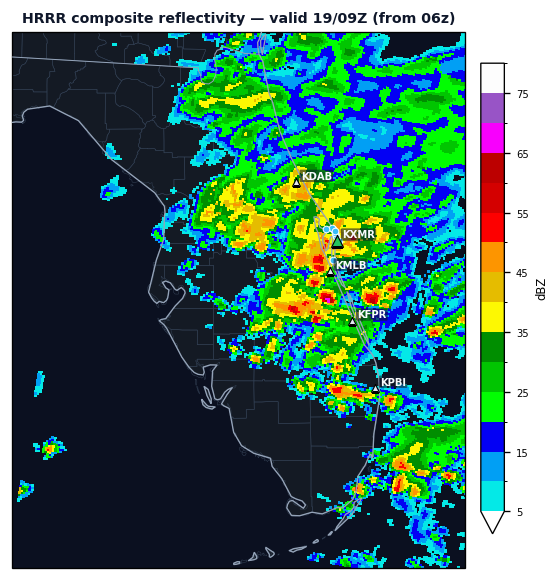 HRRR composite reflectivity — valid 19/09Z (from 06z)
75
65
55
45
35
25
15
5
dBZ
KDAB
KXMR
KMLB
KFPR
KPBI